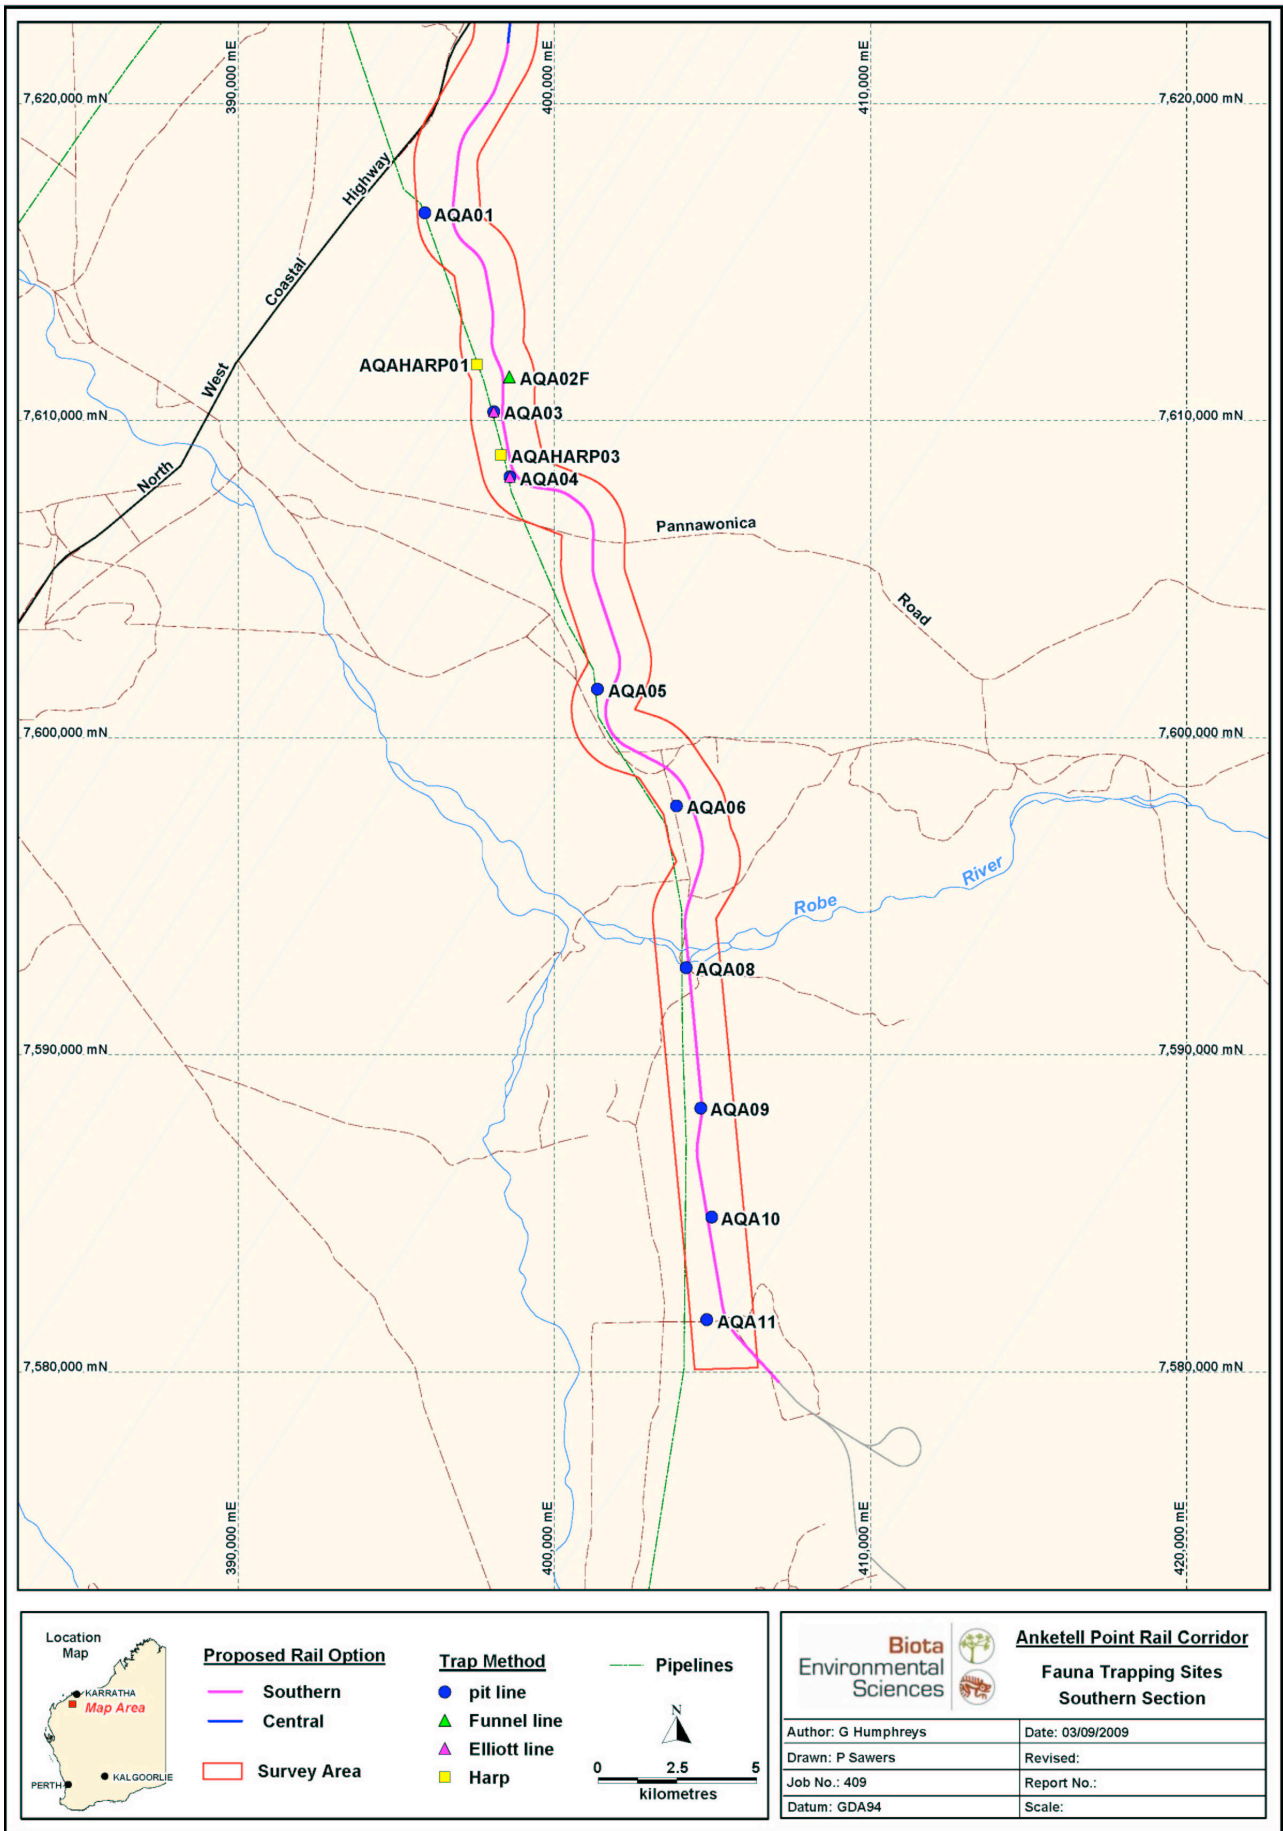 390,000 mE
400,000 mE
410,000 mE
7,620,000 mN
7,620,000 mN
Highway
AQA01
Coastal
AQAHARP01
West
AQA02F
AQA03
7,610,000 mN
7,610,000 mN
AQAHARP03
North
AQA04
Pannawonica
Road
AQA05
7,600,000 mN
7,600,000 mN
AQA06
River
Robe
AQA08
7,590,000 mN
7,590,000 mN
AQA09
AQA10
AQA11
7,580,000 mN
7,580,000 mN
390,000 mE
400,000 mE
410,000 mE
420,000 mE
Location
Map
KARRATHA
Map Area
KALGOORLIE
PERTH
Proposed Rail Option
Southern
Central
Survey Area
Trap Method
pit line
Funnel line
Elliott line
Harp
Pipelines
N
0 2.5 5
kilometres
Biota
Environmental
Sciences
Anketell Point Rail Corridor
Fauna Trapping Sites
Southern Section
Author: G Humphreys
Date: 03/09/2009
Drawn: P Sawers
Revised:
Job No.: 409
Report No.:
Datum: GDA94
Scale: